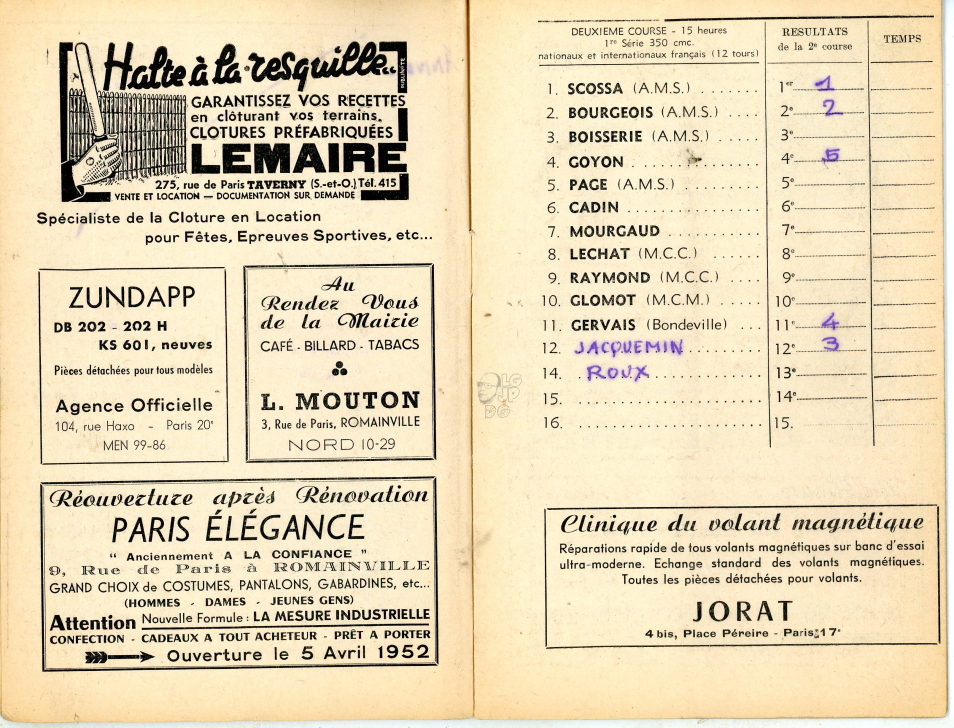 Halte à la resquille...
PUBLICITÉ
GARANTISSEZ VOS RECETTES
en clôturant vos terrains.
CLOTURES PRÉFABRIQUÉES
LEMAIRE
275, rue de Paris TAVERNY (S.-et-O.) Tél. 415
VENTE ET LOCATION — DOCUMENTATION SUR DEMANDE
Spécialiste de la Cloture en Location
pour Fêtes, Epreuves Sportives, etc...
ZUNDAPP
DB 202 - 202 H
KS 601, neuves
Pièces détachées pour tous modèles
Agence Officielle
104, rue Haxo - Paris 20e
MEN 99-86
Au
Rendez Vous
de la Mairie
CAFÉ - BILLARD - TABACS
L. MOUTON
3, Rue de Paris, ROMAINVILLE
NORD 10-29
Réouverture après Rénovation
PARIS ÉLÉGANCE
" Anciennement A LA CONFIANCE "
9, Rue de Paris à ROMAINVILLE
GRAND CHOIX de COSTUMES, PANTALONS, GABARDINES, etc...
(HOMMES - DAMES - JEUNES GENS)
Attention Nouvelle Formule : LA MESURE INDUSTRIELLE
CONFECTION - CADEAUX A TOUT ACHETEUR - PRÊT A PORTER
Ouverture le 5 Avril 1952
DEUXIEME COURSE - 15 heures
1re Série 350 cmc.
nationaux et internationaux français (12 tours)
RESULTATS
de la 2e course
TEMPS
1. SCOSSA (A.M.S.) ....... 1er 1
2. BOURGEOIS (A.M.S.) .... 2e 2
3. BOISSERIE (A.M.S.) .... 3e
4. GOYON ................. 4e 5
5. PAGE (A.M.S.) ......... 5e
6. CADIN ................. 6e
7. MOURGAUD .............. 7e
8. LECHAT (M.C.C.) ....... 8e
9. RAYMOND (M.C.C.) ...... 9e
10. GLOMOT (M.C.M.) ...... 10e
11. GERVAIS (Bondeville) ... 11e 4
12. JACQUEMIN ......... 12e 3
14. ROUX .............. 13e
15. ................... 14e
16. ................... 15.
Clinique du volant magnétique
Réparations rapide de tous volants magnétiques sur banc d'essai
ultra-moderne. Echange standard des volants magnétiques.
Toutes les pièces détachées pour volants.
JORAT
4 bis, Place Péreire - Paris 17e